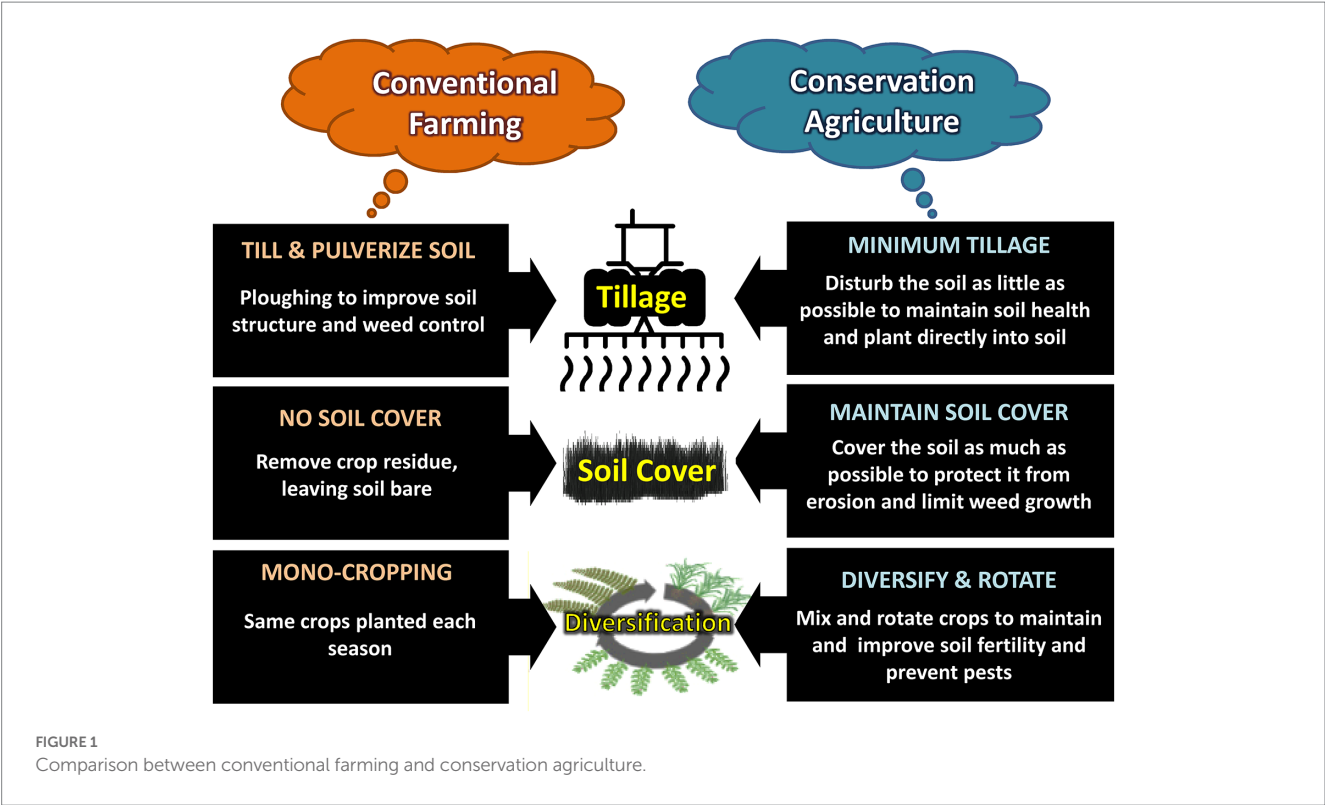 Conventional
Farming
Conservation
Agriculture
TILL & PULVERIZE SOIL
Ploughing to improve soil
structure and weed control
Tillage
MINIMUM TILLAGE
Disturb the soil as little as
possible to maintain soil health
and plant directly into soil
NO SOIL COVER
Remove crop residue,
leaving soil bare
Soil Cover
MAINTAIN SOIL COVER
Cover the soil as much as
possible to protect it from
erosion and limit weed growth
MONO-CROPPING
Same crops planted each
season
Diversification
DIVERSIFY & ROTATE
Mix and rotate crops to maintain
and improve soil fertility and
prevent pests
FIGURE 1
Comparison between conventional farming and conservation agriculture.